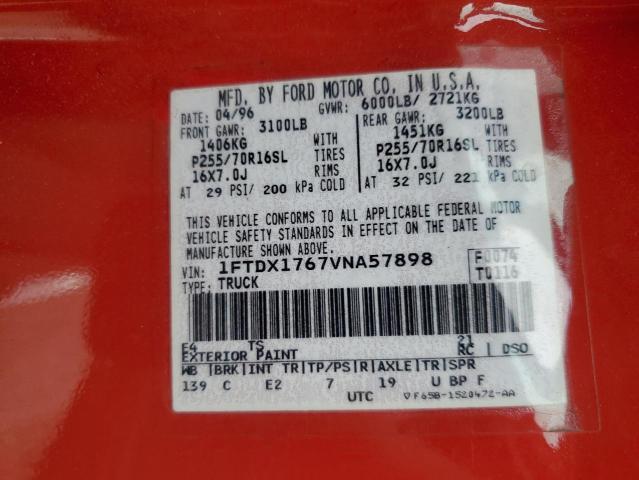 MFD. BY FORD MOTOR CO. IN U.S.A.
DATE: 04/96 GVWR: 6000LB/ 2721KG
FRONT GAWR: 3100LB REAR GAWR: 3200LB
1406KG WITH 1451KG WITH
P255/70R16SL TIRES P255/70R16SL TIRES
16X7.0J RIMS 16X7.0J RIMS
AT 29 PSI/ 200 kPa COLD AT 32 PSI/ 221 kPa COLD
THIS VEHICLE CONFORMS TO ALL APPLICABLE FEDERAL MOTOR
VEHICLE SAFETY STANDARDS IN EFFECT ON THE DATE OF
MANUFACTURE SHOWN ABOVE.
VIN: 1FTDX1767VNA57898 F0074
TYPE: TRUCK T0116
E4 TS 21
EXTERIOR PAINT RC DSO
WB BRK INT TR TP/PS R AXLE TR SPR
139 C E2 7 19 U BP F
UTC ▽ F65B-1520472-AA